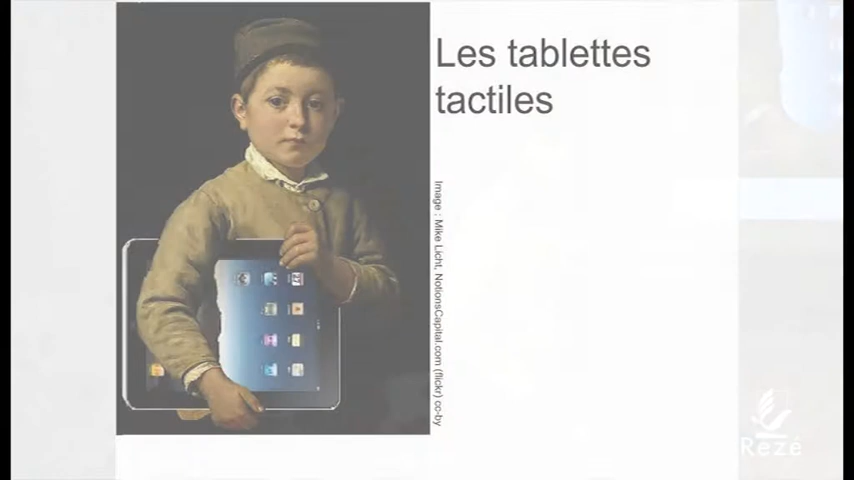 Les tablettes
tactiles
Image : Mike Licht, NotionsCapital.com (flickr) cc-by
Rezé